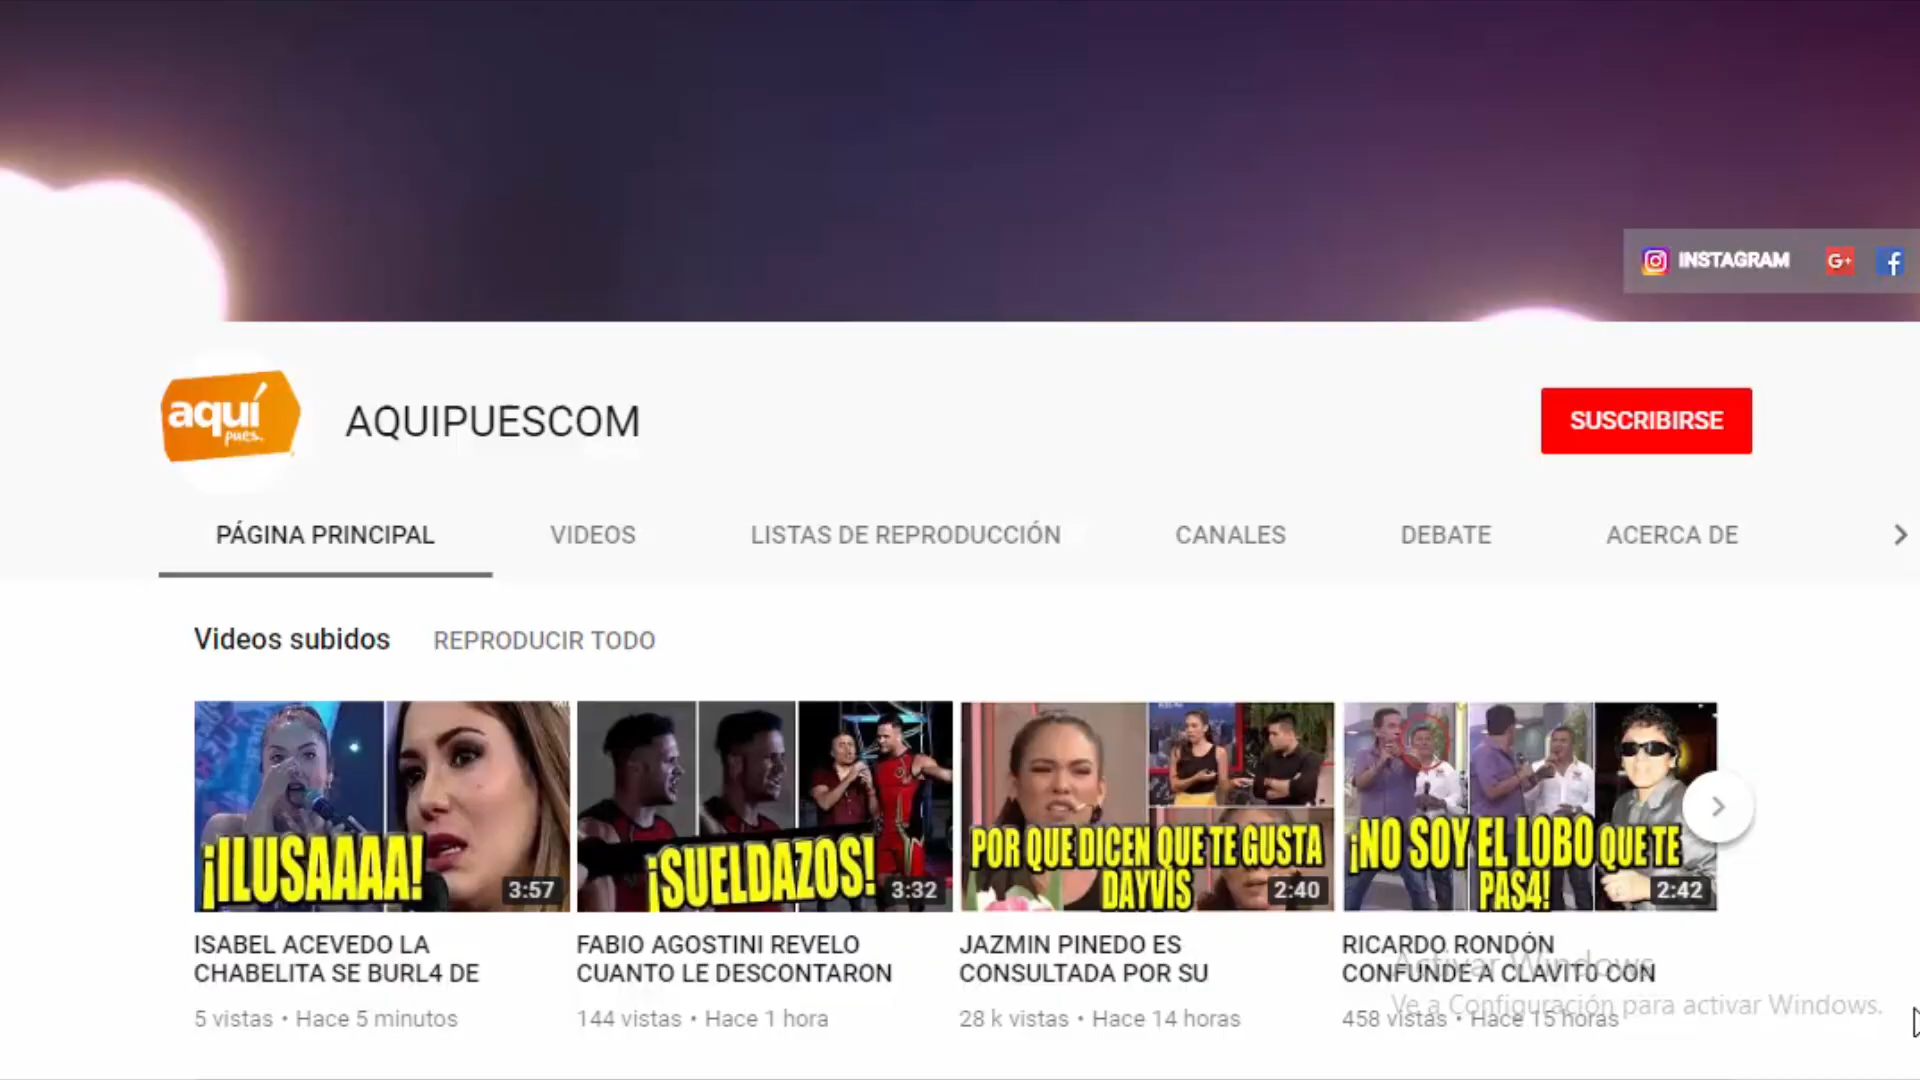 INSTAGRAM
G+
f
aquí
pues.
AQUIPUESCOM
SUSCRIBIRSE
PÁGINA PRINCIPAL
VIDEOS
LISTAS DE REPRODUCCIÓN
CANALES
DEBATE
ACERCA DE
Videos subidos
REPRODUCIR TODO
¡ILUSAAAA!
3:57
¡SUELDAZOS!
3:32
POR QUE DICEN QUE TE GUSTA
DAYVIS
2:40
¡NO SOY EL LOBO QUE TE
PAS4!
2:42
ISABEL ACEVEDO LA
CHABELITA SE BURL4 DE
5 vistas • Hace 5 minutos
FABIO AGOSTINI REVELO
CUANTO LE DESCONTARON
144 vistas • Hace 1 hora
JAZMIN PINEDO ES
CONSULTADA POR SU
28 k vistas • Hace 14 horas
RICARDO RONDÓN
CONFUNDE A CLAVIT0 CON
458 vistas • Hace 15 horas
Activar Windows
Ve a Configuración para activar Windows.